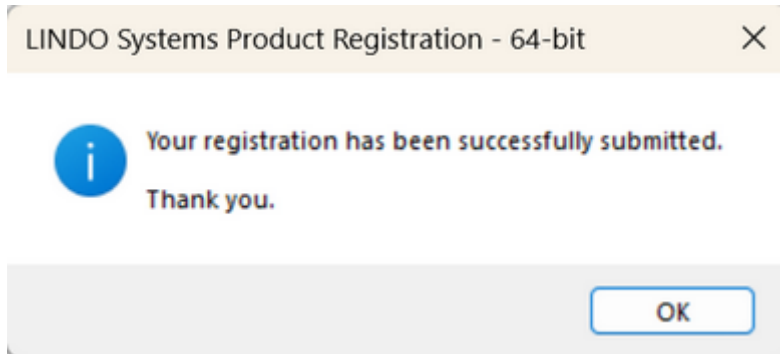 LINDO Systems Product Registration - 64-bit
Your registration has been successfully submitted.
Thank you.
OK